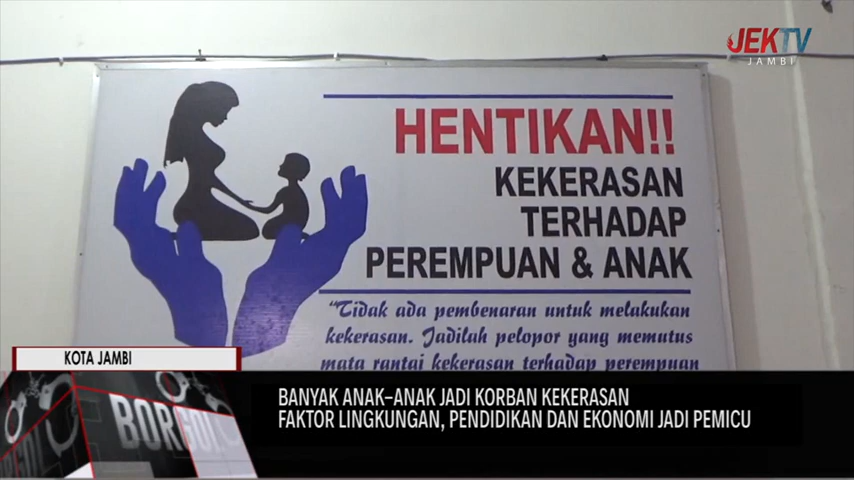 JEKTV
JAMBI
HENTIKAN!!
KEKERASAN
TERHADAP
PEREMPUAN & ANAK
"Tidak ada pembenaran untuk melakukan
kekerasan. Jadilah pelopor yang memutus
mata rantai kekerasan terhadap perempuan
KOTA JAMBI
BORGOL
BANYAK ANAK-ANAK JADI KORBAN KEKERASAN
FAKTOR LINGKUNGAN, PENDIDIKAN DAN EKONOMI JADI PEMICU